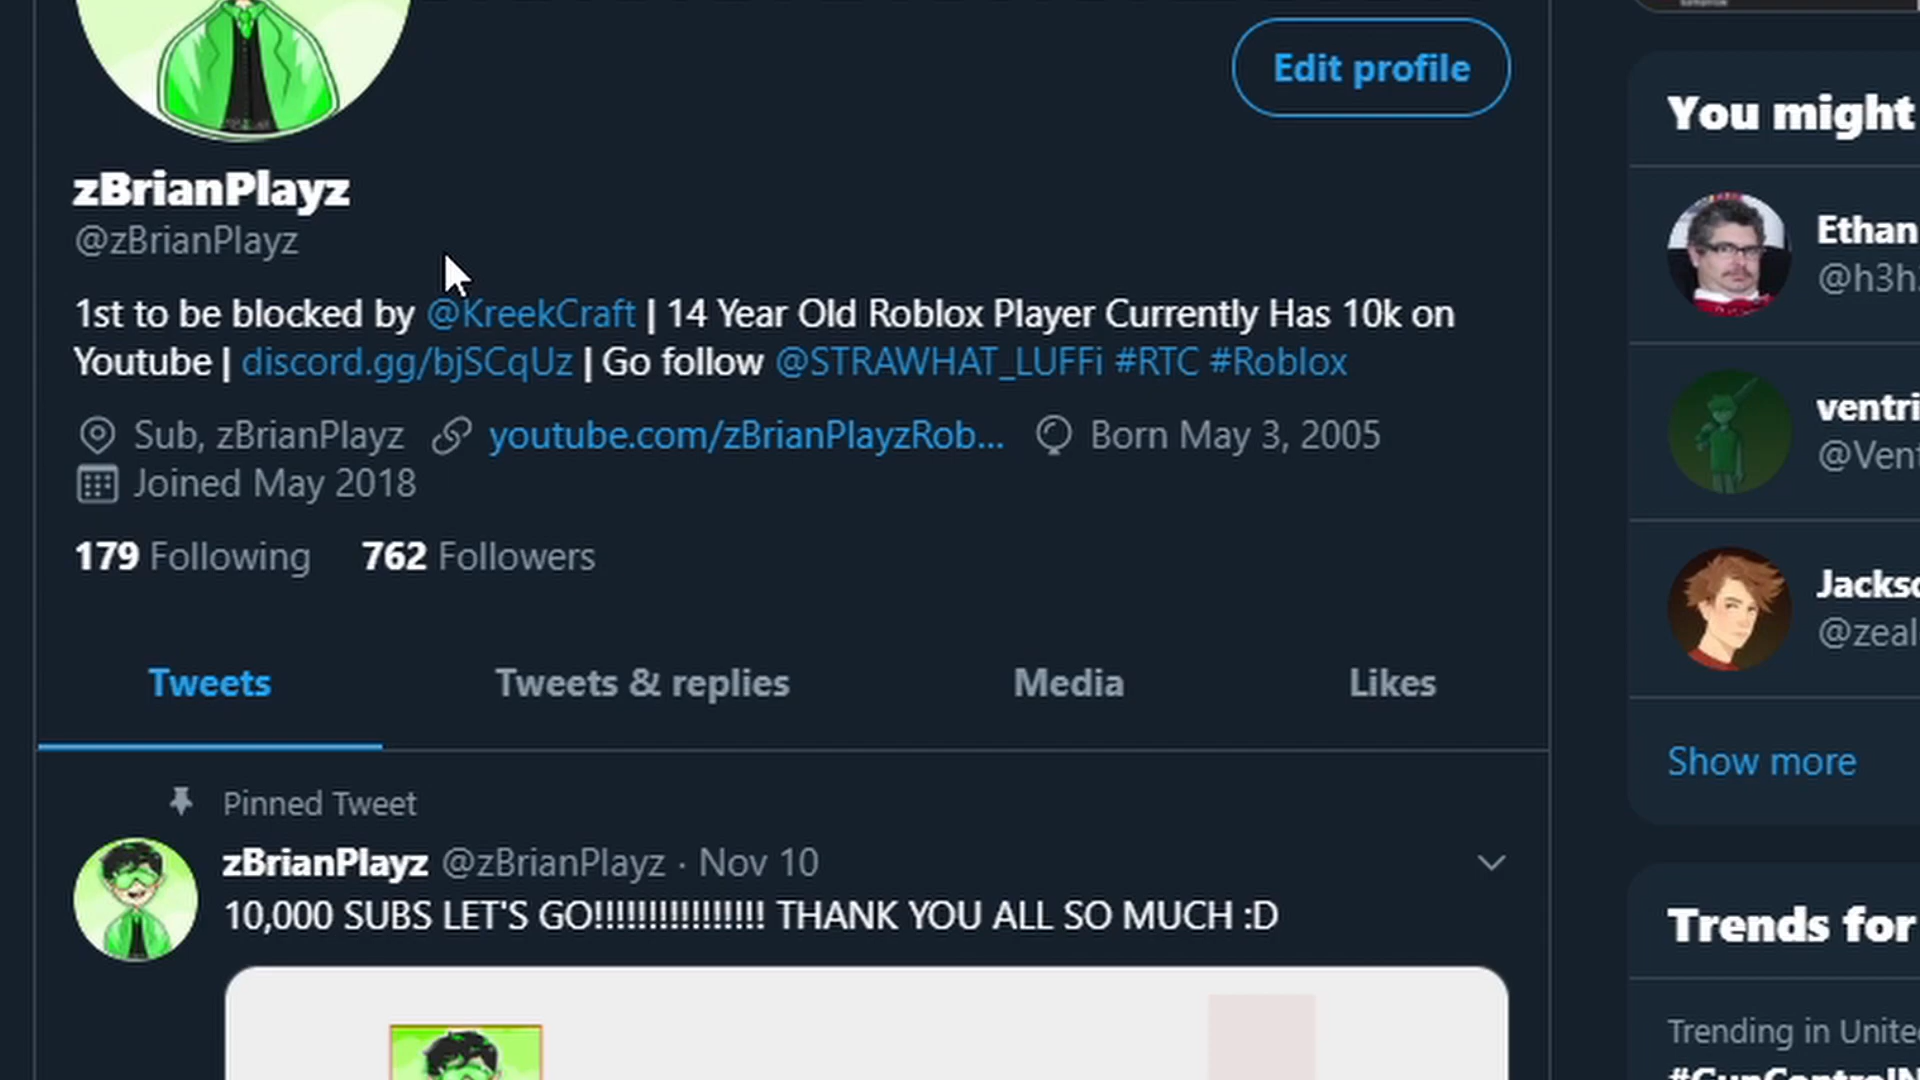 Edit profile
zBrianPlayz
@zBrianPlayz
1st to be blocked by @KreekCraft | 14 Year Old Roblox Player Currently Has 10k on
Youtube | discord.gg/bjSCqUz | Go follow @STRAWHAT_LUFFi #RTC #Roblox
Sub, zBrianPlayz youtube.com/zBrianPlayzRob... Born May 3, 2005
Joined May 2018
179 Following 762 Followers
Tweets Tweets & replies Media Likes
Pinned Tweet
zBrianPlayz @zBrianPlayz · Nov 10
10,000 SUBS LET'S GO!!!!!!!!!!!!!!!! THANK YOU ALL SO MUCH :D
You might
Ethan
@h3h
ventri
@Vent
Jackso
@zeal
Show more
Trends for
Trending in Unite